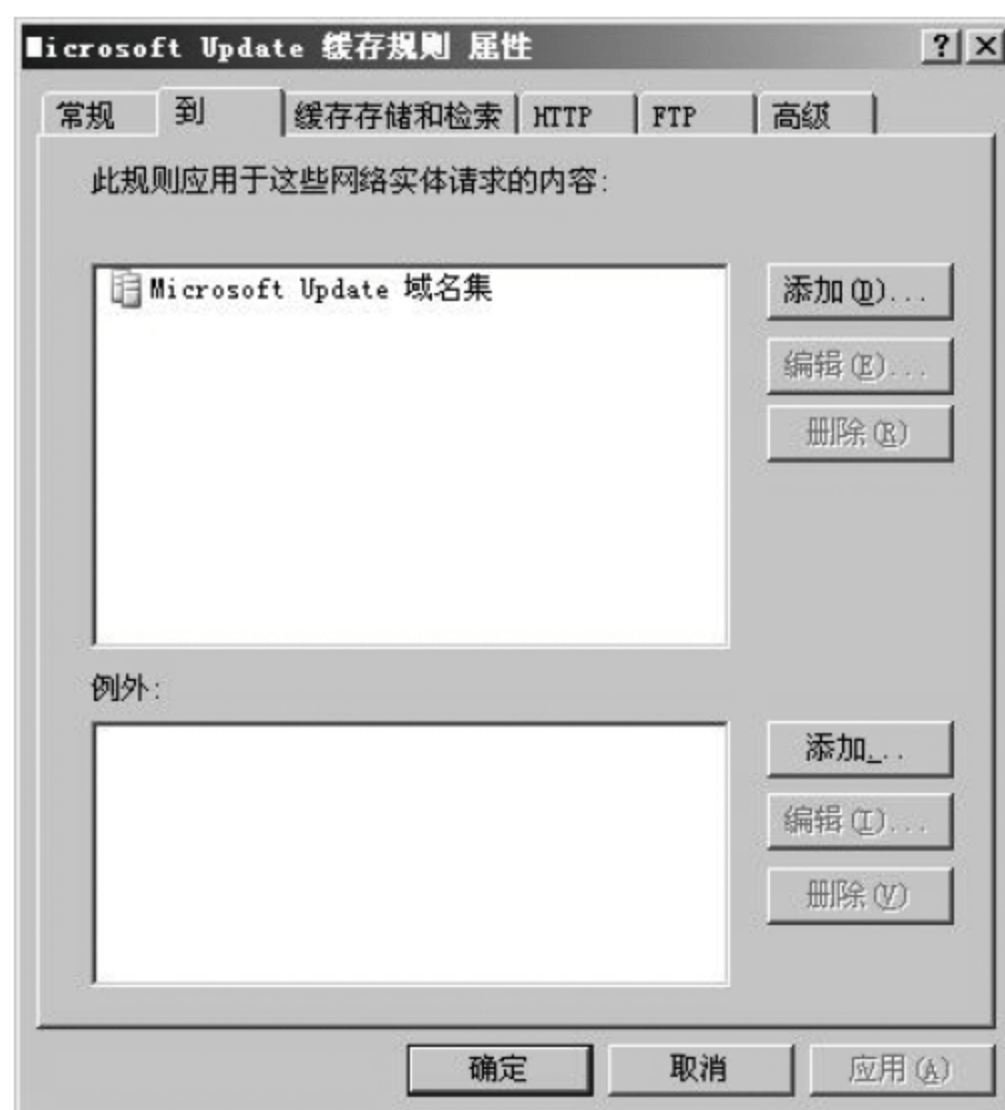 Microsoft Update 缓存规则 属性
常规 到 缓存存储和检索 HTTP FTP 高级
此规则应用于这些网络实体请求的内容:
Microsoft Update 域名集
添加(D)...
编辑(E)...
删除(R)
例外:
添加_..
编辑(I)...
删除(V)
确定 取消 应用(A)